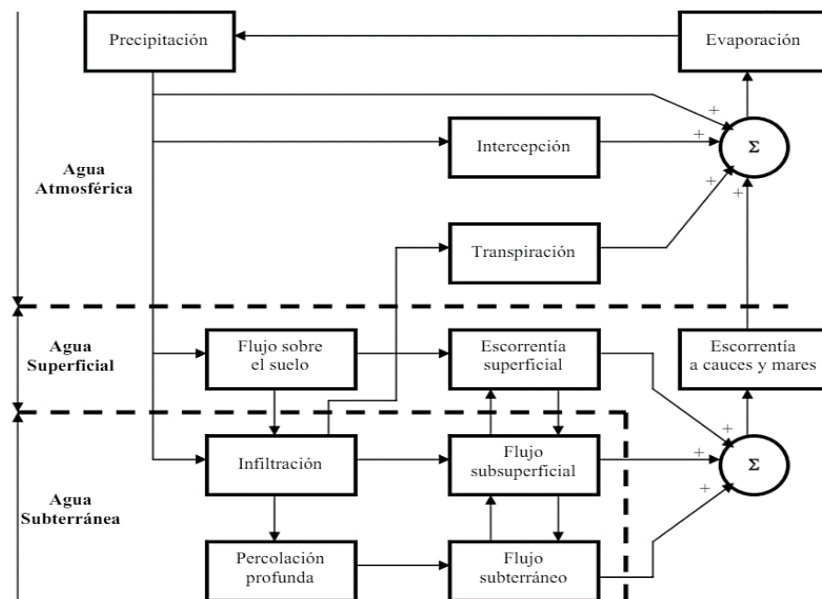 Precipitación
Evaporación
+
Σ
+
Intercepción
Agua
Atmosférica
+
+
Transpiración
Agua
Superficial
Flujo sobre
el suelo
Escorrentía
superficial
Escorrentía
a cauces y mares
+
Infiltración
Flujo
subsuperficial
+
Σ
+
Agua
Subterránea
Percolación
profunda
Flujo
subterráneo